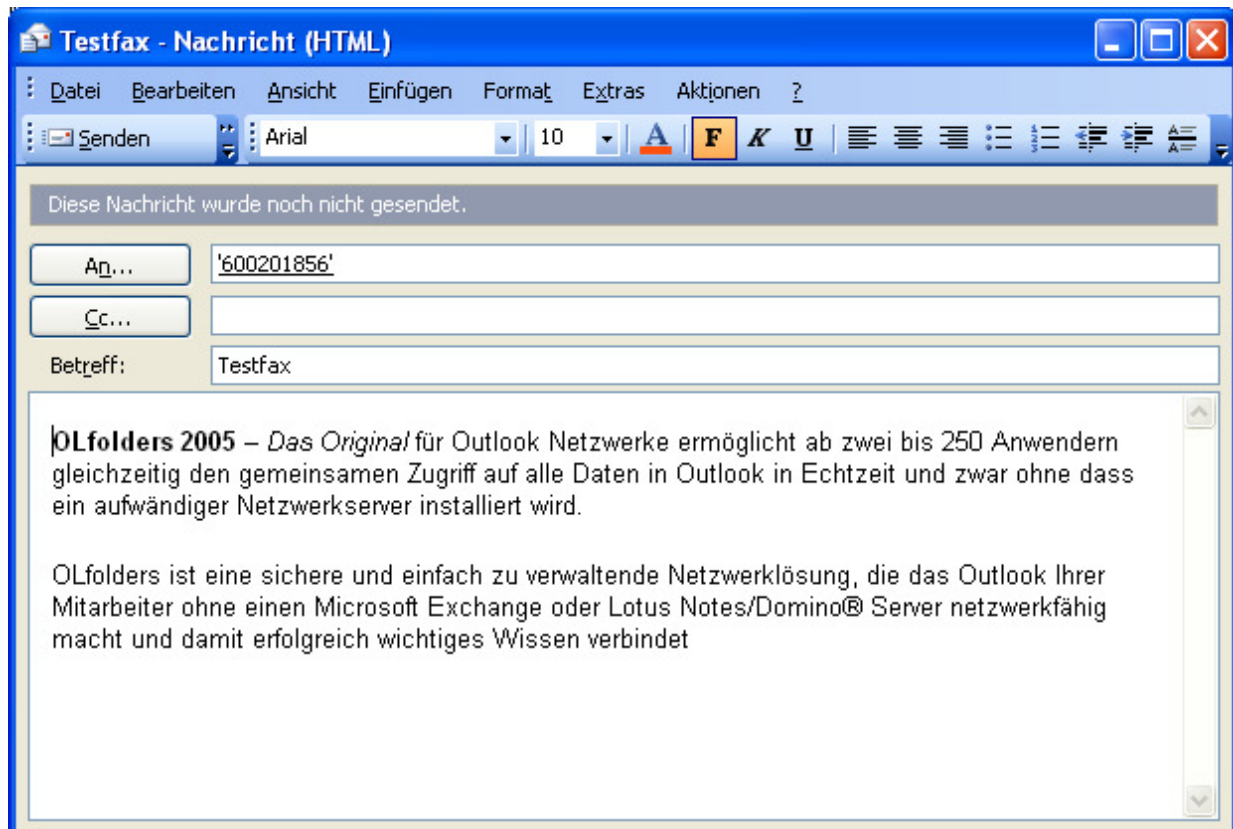 Testfax - Nachricht (HTML)
Datei Bearbeiten Ansicht Einfügen Format Extras Aktionen ?
Senden Arial 10 A F K U
Diese Nachricht wurde noch nicht gesendet.
An... '600201856'
Cc...
Betreff: Testfax
OLfolders 2005 – Das Original für Outlook Netzwerke ermöglicht ab zwei bis 250 Anwendern
gleichzeitig den gemeinsamen Zugriff auf alle Daten in Outlook in Echtzeit und zwar ohne dass
ein aufwändiger Netzwerkserver installiert wird.
OLfolders ist eine sichere und einfach zu verwaltende Netzwerklösung, die das Outlook Ihrer
Mitarbeiter ohne einen Microsoft Exchange oder Lotus Notes/Domino® Server netzwerkfähig
macht und damit erfolgreich wichtiges Wissen verbindet